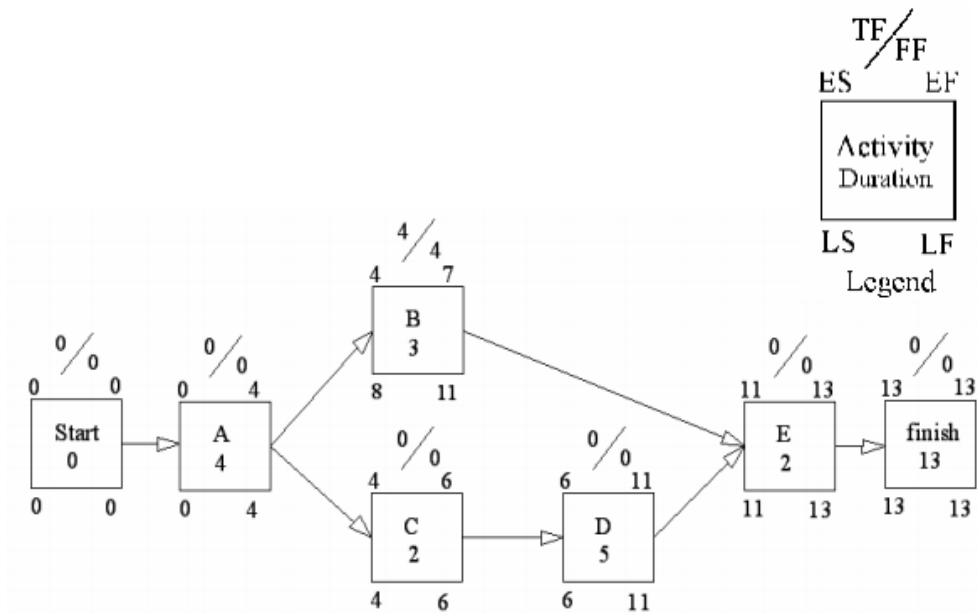 TF/FF
ES EF
Activity
Duration
LS LF
Legend
4/4
4 7
B
3
8 11
0/0
0 0
Start
0
0 0
0/0
0 4
A
4
0 4
0/0
4 6
C
2
4 6
0/0
6 11
D
5
6 11
0/0
11 13
E
2
11 13
0/0
13 13
finish
13
13 13